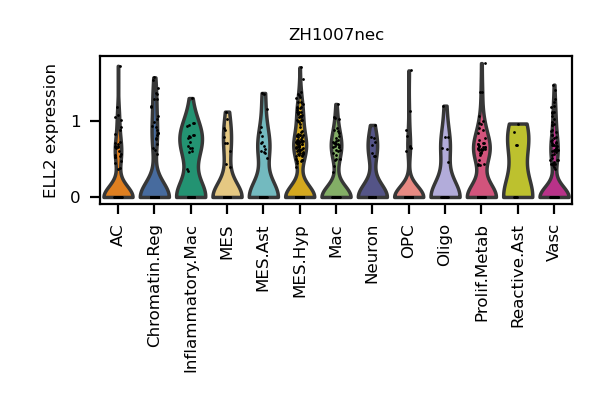 ZH1007nec
ELL2 expression
1
0
AC
Chromatin.Reg
Inflammatory.Mac
MES
MES.Ast
MES.Hyp
Mac
Neuron
OPC
Oligo
Prolif.Metab
Reactive.Ast
Vasc